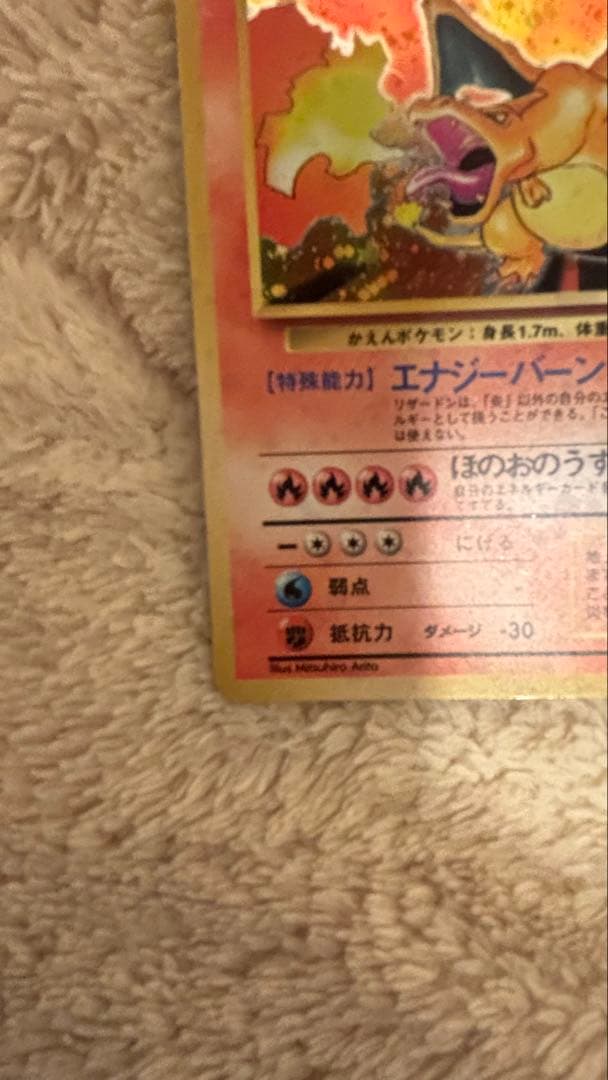 かえんポケモン：身長1.7m、体重
[特殊能力] エナジーバーン
リザードンは、「炎」以外の自分のエ
ルギーとして扱うことができる。「こ
は使えない。
ほのおのうず
自分のエネルギーカード
てすてる。
にげる
弱点
抵抗力 ダメージ -30
Illus. Mitsuhiro Arita